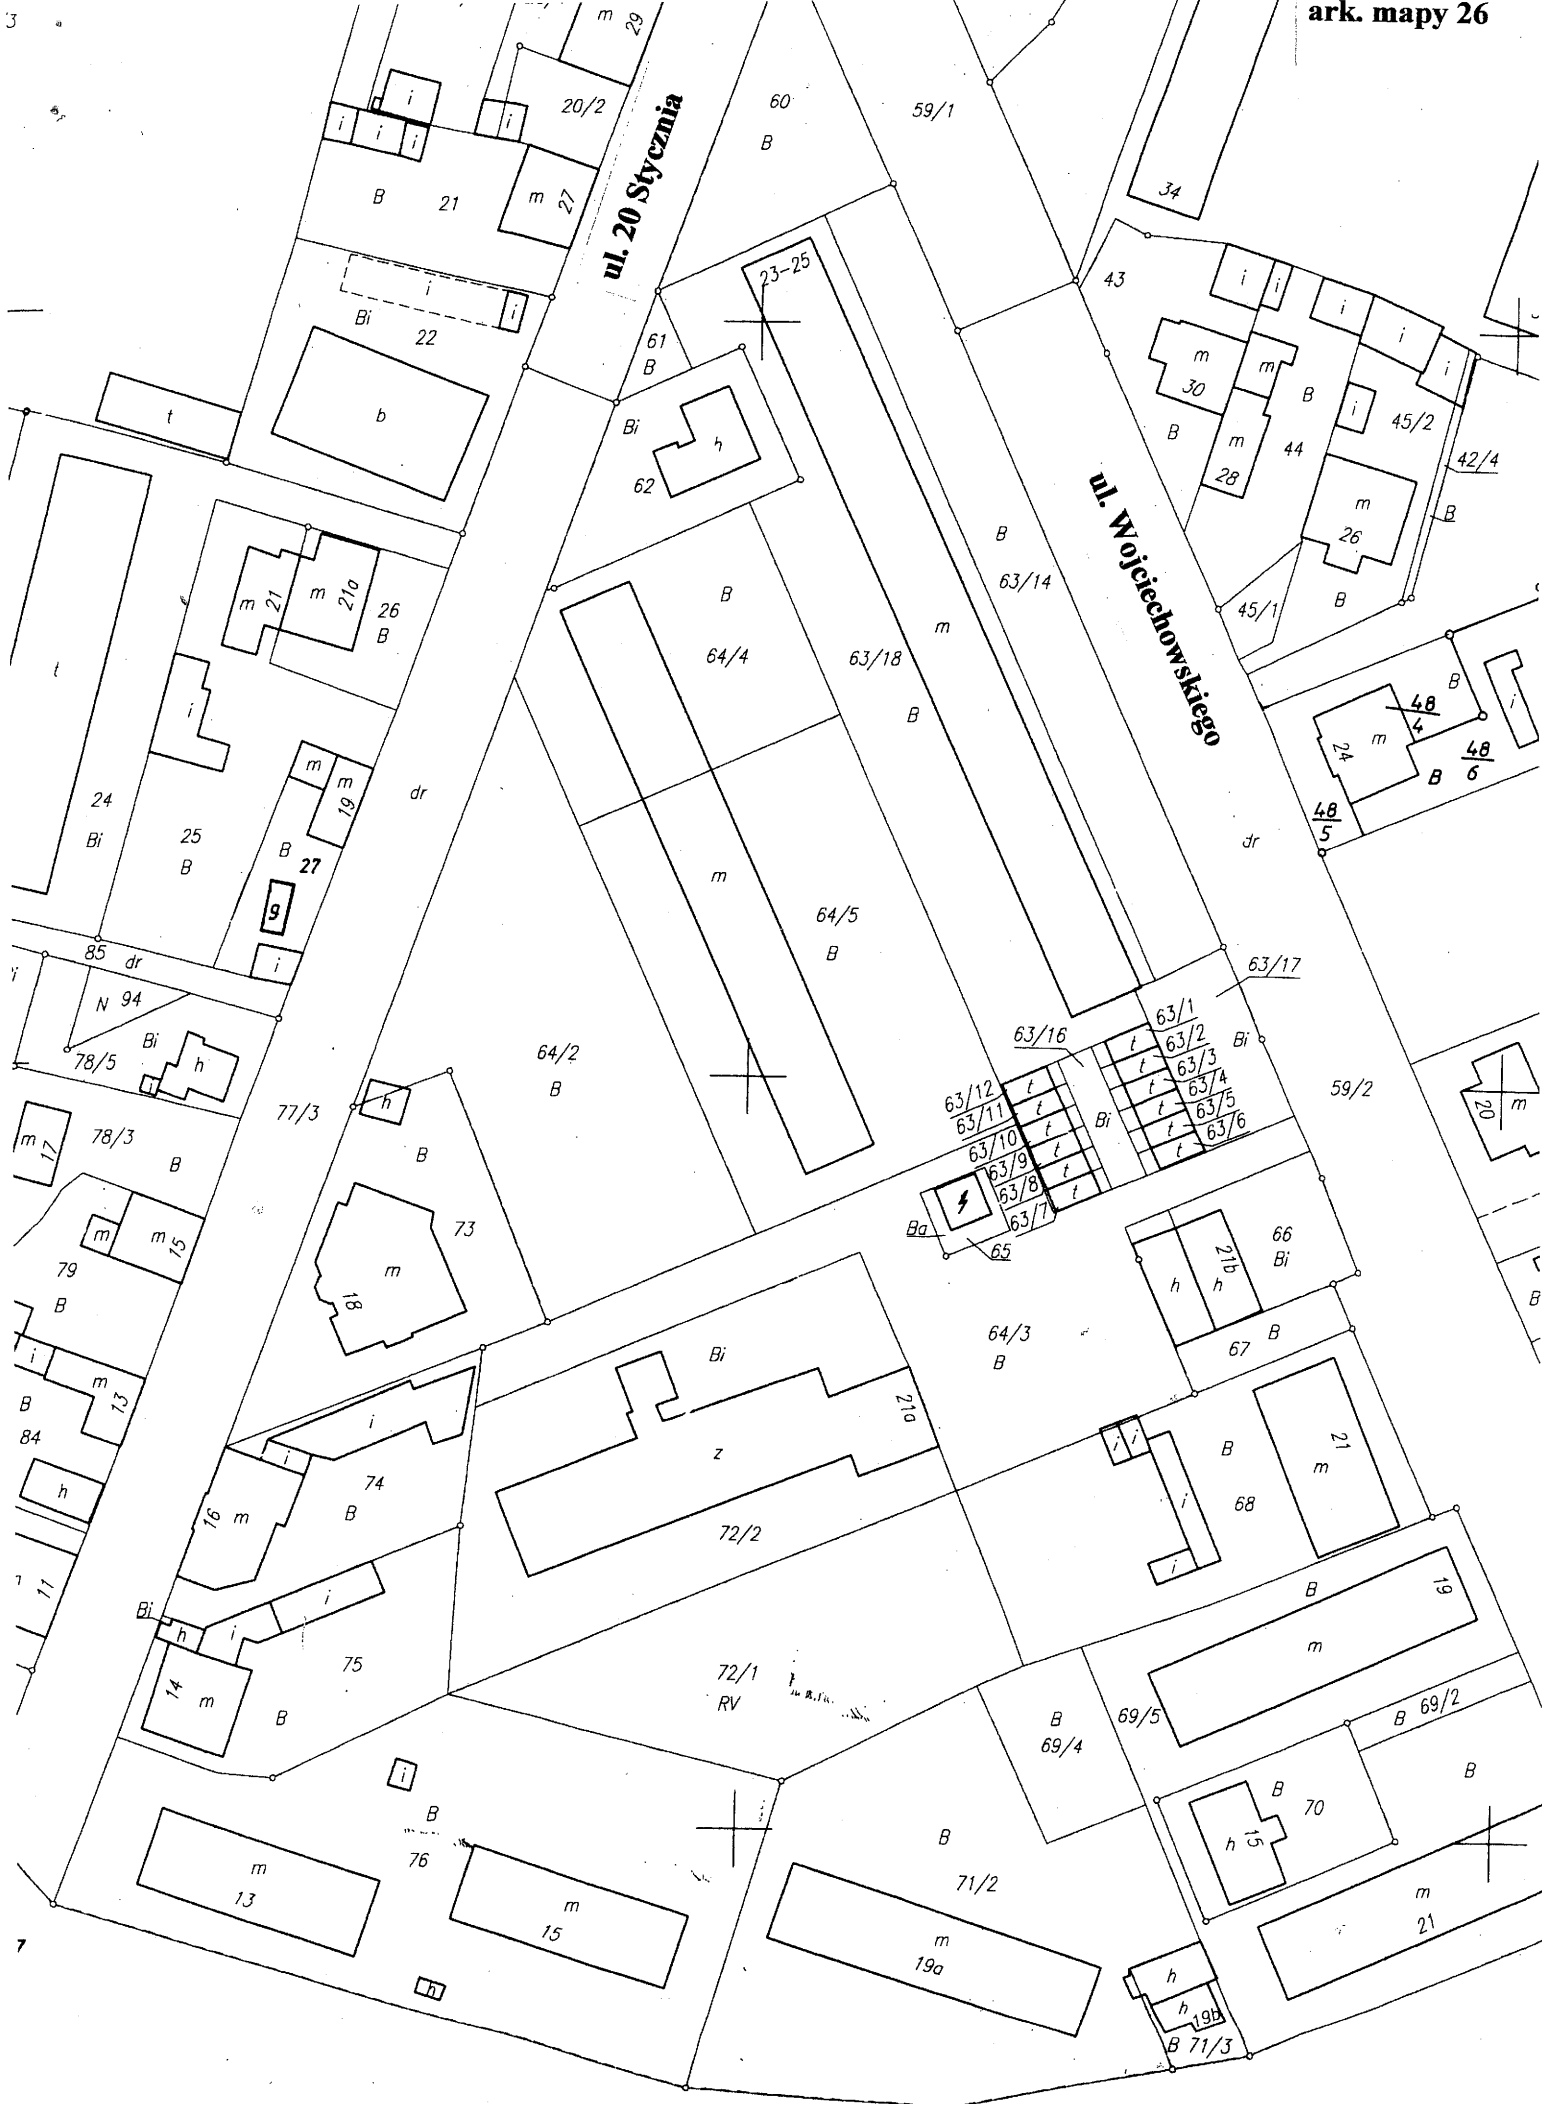 ark. mapy 26
3
m
29
i
i
i
i
i
20/2
60
B
59/1
34
B
21
m
27
ul. 20 Stycznia
23-25
43
i
i
i
i
i
Bi
22
i
i
61
B
t
b
Bi
h
62
m
30
m
B
B
m
28
44
i
45/2
42/4
B
m
26
B
45/1
ul. Wojciechowskiego
B
63/14
m
21
m
21a
26
B
t
i
B
64/4
63/18
m
B
B
48/4
m
24
B
48/6
i
48/5
m
m
19
dr
24
Bi
25
B
B
27
9
i
m
64/5
B
dr
85
dr
N 94
Bi
h
i
78/5
63/17
63/16
63/1
63/2
63/3
63/4
63/5
63/6
t
t
t
t
t
t
Bi
Bi
63/12
63/11
63/10
63/9
63/8
63/7
t
t
t
t
t
59/2
20
m
64/2
B
77/3
h
B
78/3
m
17
B
m
m
15
73
m
18
Ba
65
66
Bi
21b
h
h
79
B
i
m
13
B
84
h
64/3
B
B
67
B
Bi
21a
z
i
i
74
B
16
m
i
i
i
B
68
i
21
m
72/2
11
Bi
h
i
i
75
14
m
B
72/1
RV
B
19
m
B
69/4
69/5
B 69/2
B
70
h
15
B
i
B
76
m
13
m
15
h
B
71/2
m
19a
m
21
h
h
19b
B 71/3
7